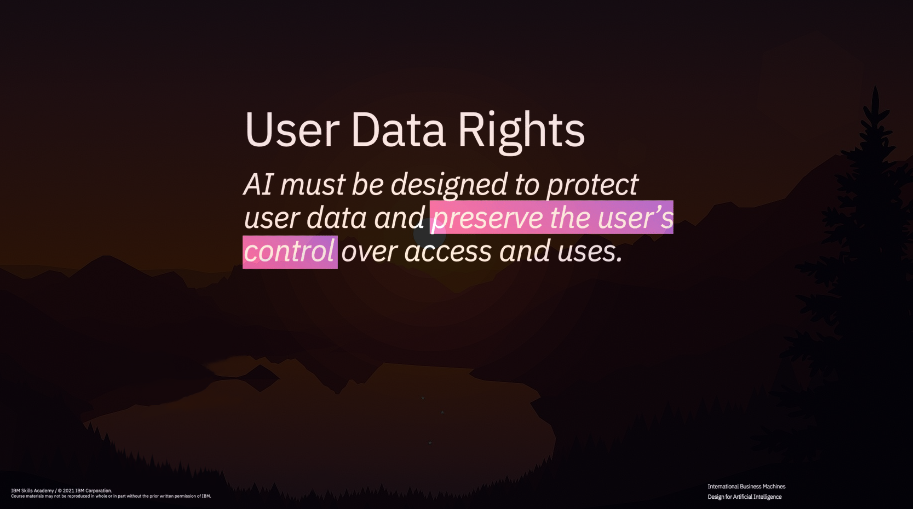 User Data Rights
AI must be designed to protect
user data and preserve the user's
control over access and uses.
IBM Skills Academy / © 2021 IBM Corporation.
Course materials may not be reproduced in whole or in part without the prior written permission of IBM.
International Business Machines
Design for Artificial Intelligence